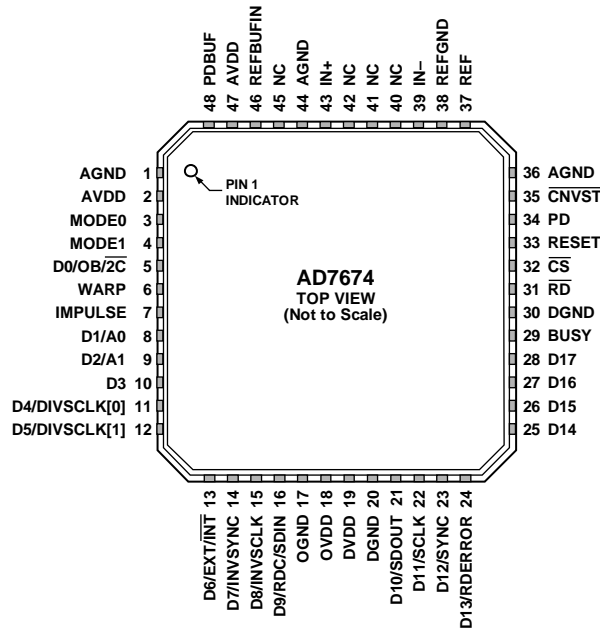 48 PDBUF
47 AVDD
46 REFBUFIN
45 NC
44 AGND
43 IN+
42 NC
41 NC
40 NC
39 IN–
38 REFGND
37 REF
AGND 1
AVDD 2
MODE0 3
MODE1 4
D0/OB/2C 5
WARP 6
IMPULSE 7
D1/A0 8
D2/A1 9
D3 10
D4/DIVSCLK[0] 11
D5/DIVSCLK[1] 12
PIN 1
INDICATOR
AD7674
TOP VIEW
(Not to Scale)
36 AGND
35 CNVST
34 PD
33 RESET
32 CS
31 RD
30 DGND
29 BUSY
28 D17
27 D16
26 D15
25 D14
D6/EXT/INT 13
D7/INVSYNC 14
D8/INVSCLK 15
D9/RDC/SDIN 16
OGND 17
OVDD 18
DVDD 19
DGND 20
D10/SDOUT 21
D11/SCLK 22
D12/SYNC 23
D13/RDERROR 24